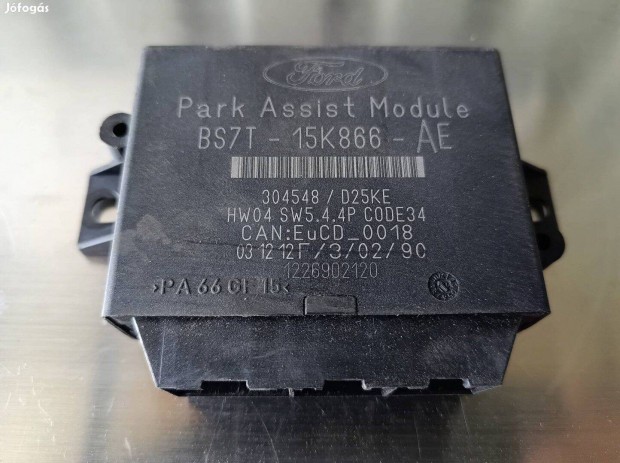 Jófogás
Ford
Park Assist Module
BS7T - 15K866 - AE
304548 / D25KE
HW04 SW5.4.4P CODE34
CAN:EuCD_0018
03 12 12F/3/02/9C
1226902120
>PA 66 GF 15<